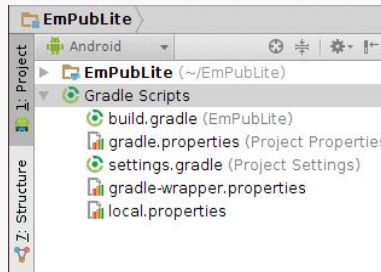 EmPubLite
Android
1: Project
EmPubLite (~/EmPubLite)
Gradle Scripts
build.gradle (EmPubLite)
gradle.properties (Project Properties
settings.gradle (Project Settings)
gradle-wrapper.properties
local.properties
7: Structure